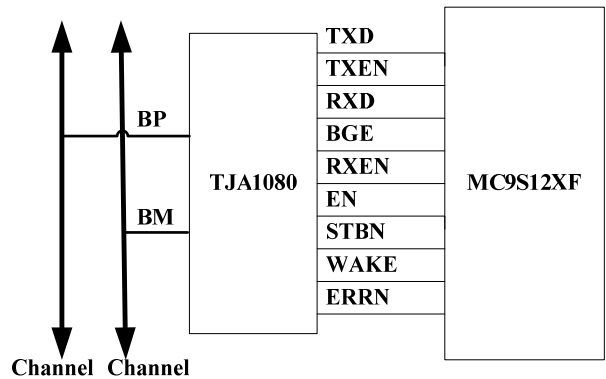 TXD
TXEN
RXD
BP
BGE
RXEN
TJA1080
MC9S12XF
EN
BM
STBN
WAKE
ERRN
Channel Channel